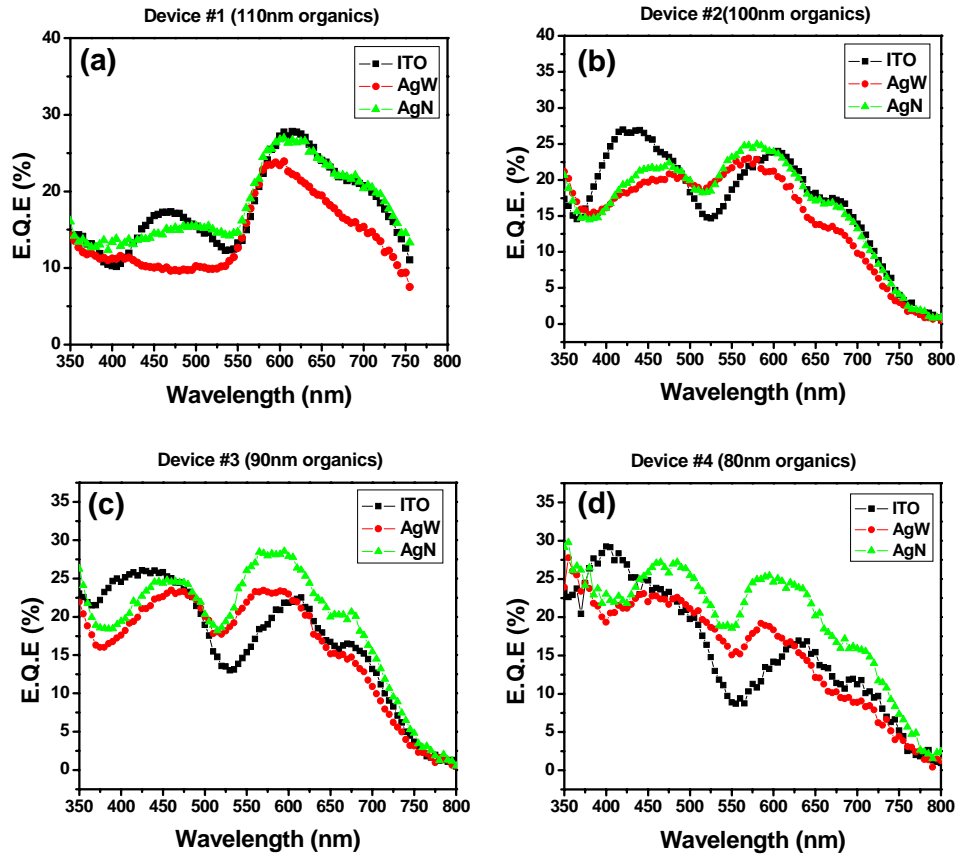 Device #1 (110nm organics)
(a)
ITO
AgW
AgN
E.Q.E (%)
40
30
20
10
0
350 400 450 500 550 600 650 700 750 800
Wavelength (nm)
Device #2(100nm organics)
(b)
ITO
AgW
AgN
E.Q.E. (%)
40
35
30
25
20
15
10
5
0
350 400 450 500 550 600 650 700 750 800
Wavelength (nm)
Device #3 (90nm organics)
(c)
ITO
AgW
AgN
E.Q.E (%)
35
30
25
20
15
10
5
0
350 400 450 500 550 600 650 700 750 800
Wavelength (nm)
Device #4 (80nm organics)
(d)
ITO
AgW
AgN
E.Q.E (%)
35
30
25
20
15
10
5
0
350 400 450 500 550 600 650 700 750 800
Wavelength (nm)